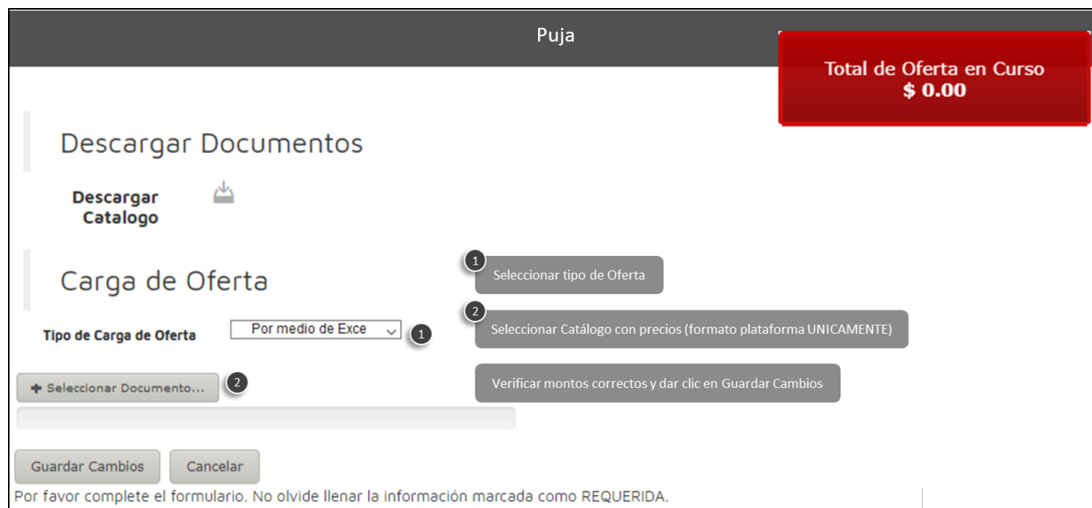 Puja
Total de Oferta en Curso
$ 0.00
Descargar Documentos
Descargar
Catalogo
Carga de Oferta
1
Seleccionar tipo de Oferta
Tipo de Carga de Oferta
Por medio de Exce
1
2
Seleccionar Catálogo con precios (formato plataforma UNICAMENTE)
Seleccionar Documento...
2
Verificar montos correctos y dar clic en Guardar Cambios
Guardar Cambios
Cancelar
Por favor complete el formulario. No olvide llenar la información marcada como REQUERIDA.